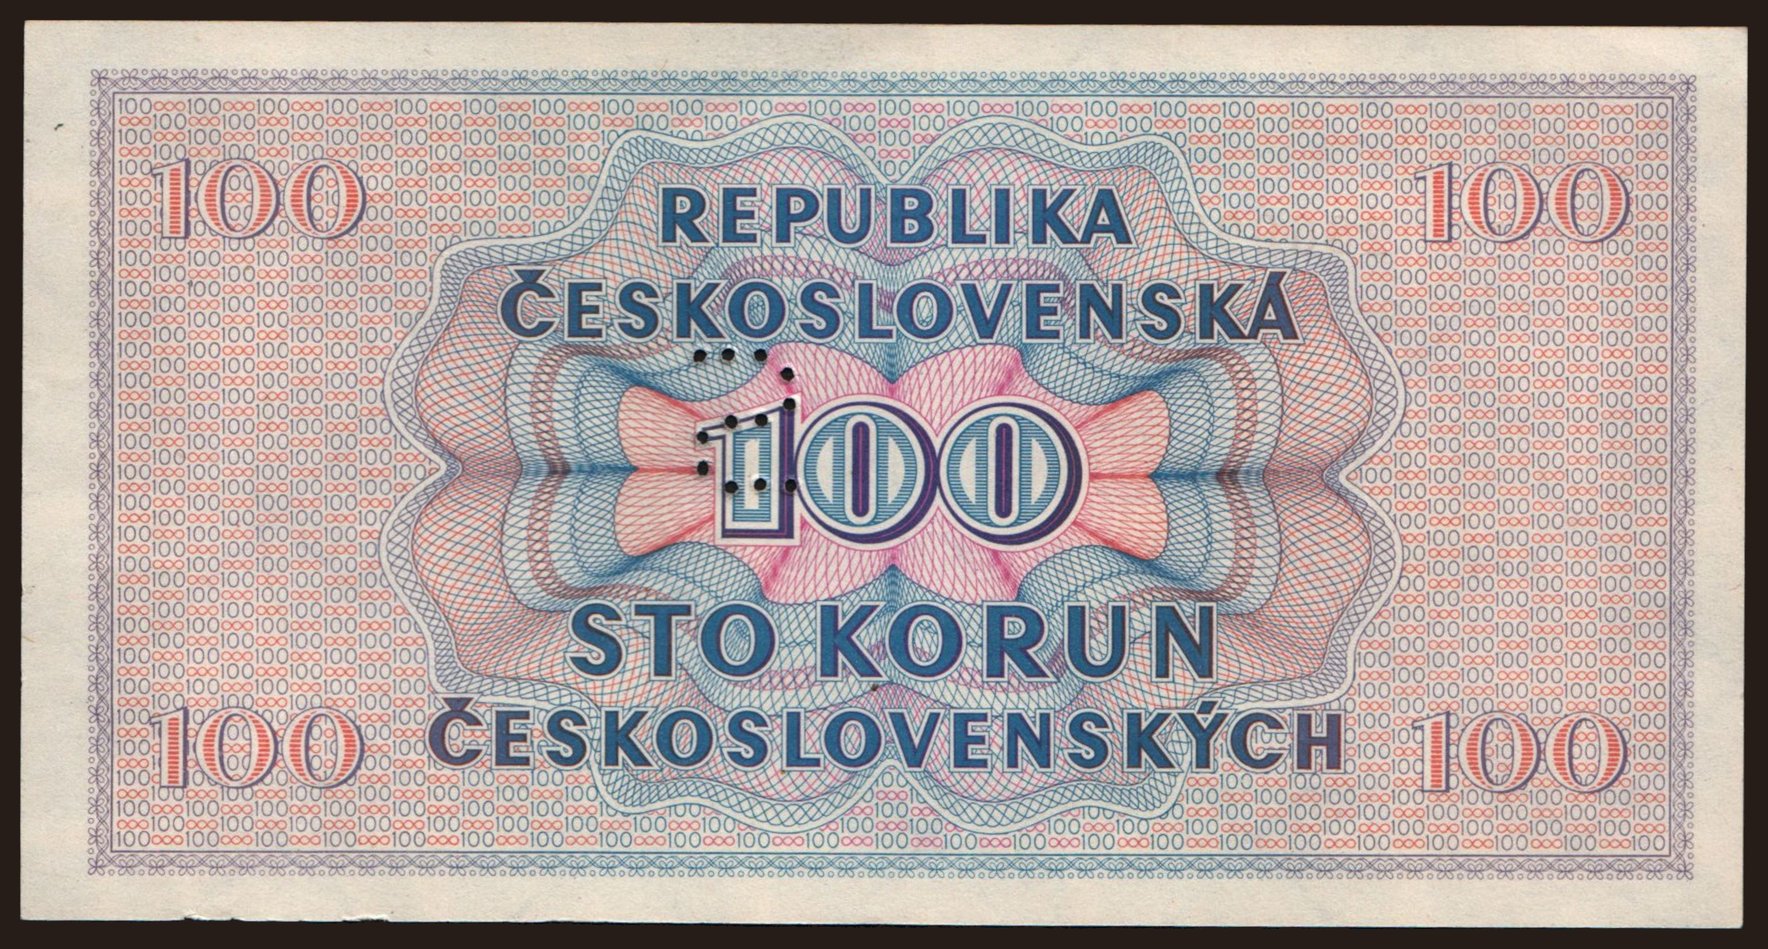 100 100
REPUBLIKA
ČESKOSLOVENSKÁ
100
STO KORUN
100 ČESKOSLOVENSKÝCH 100